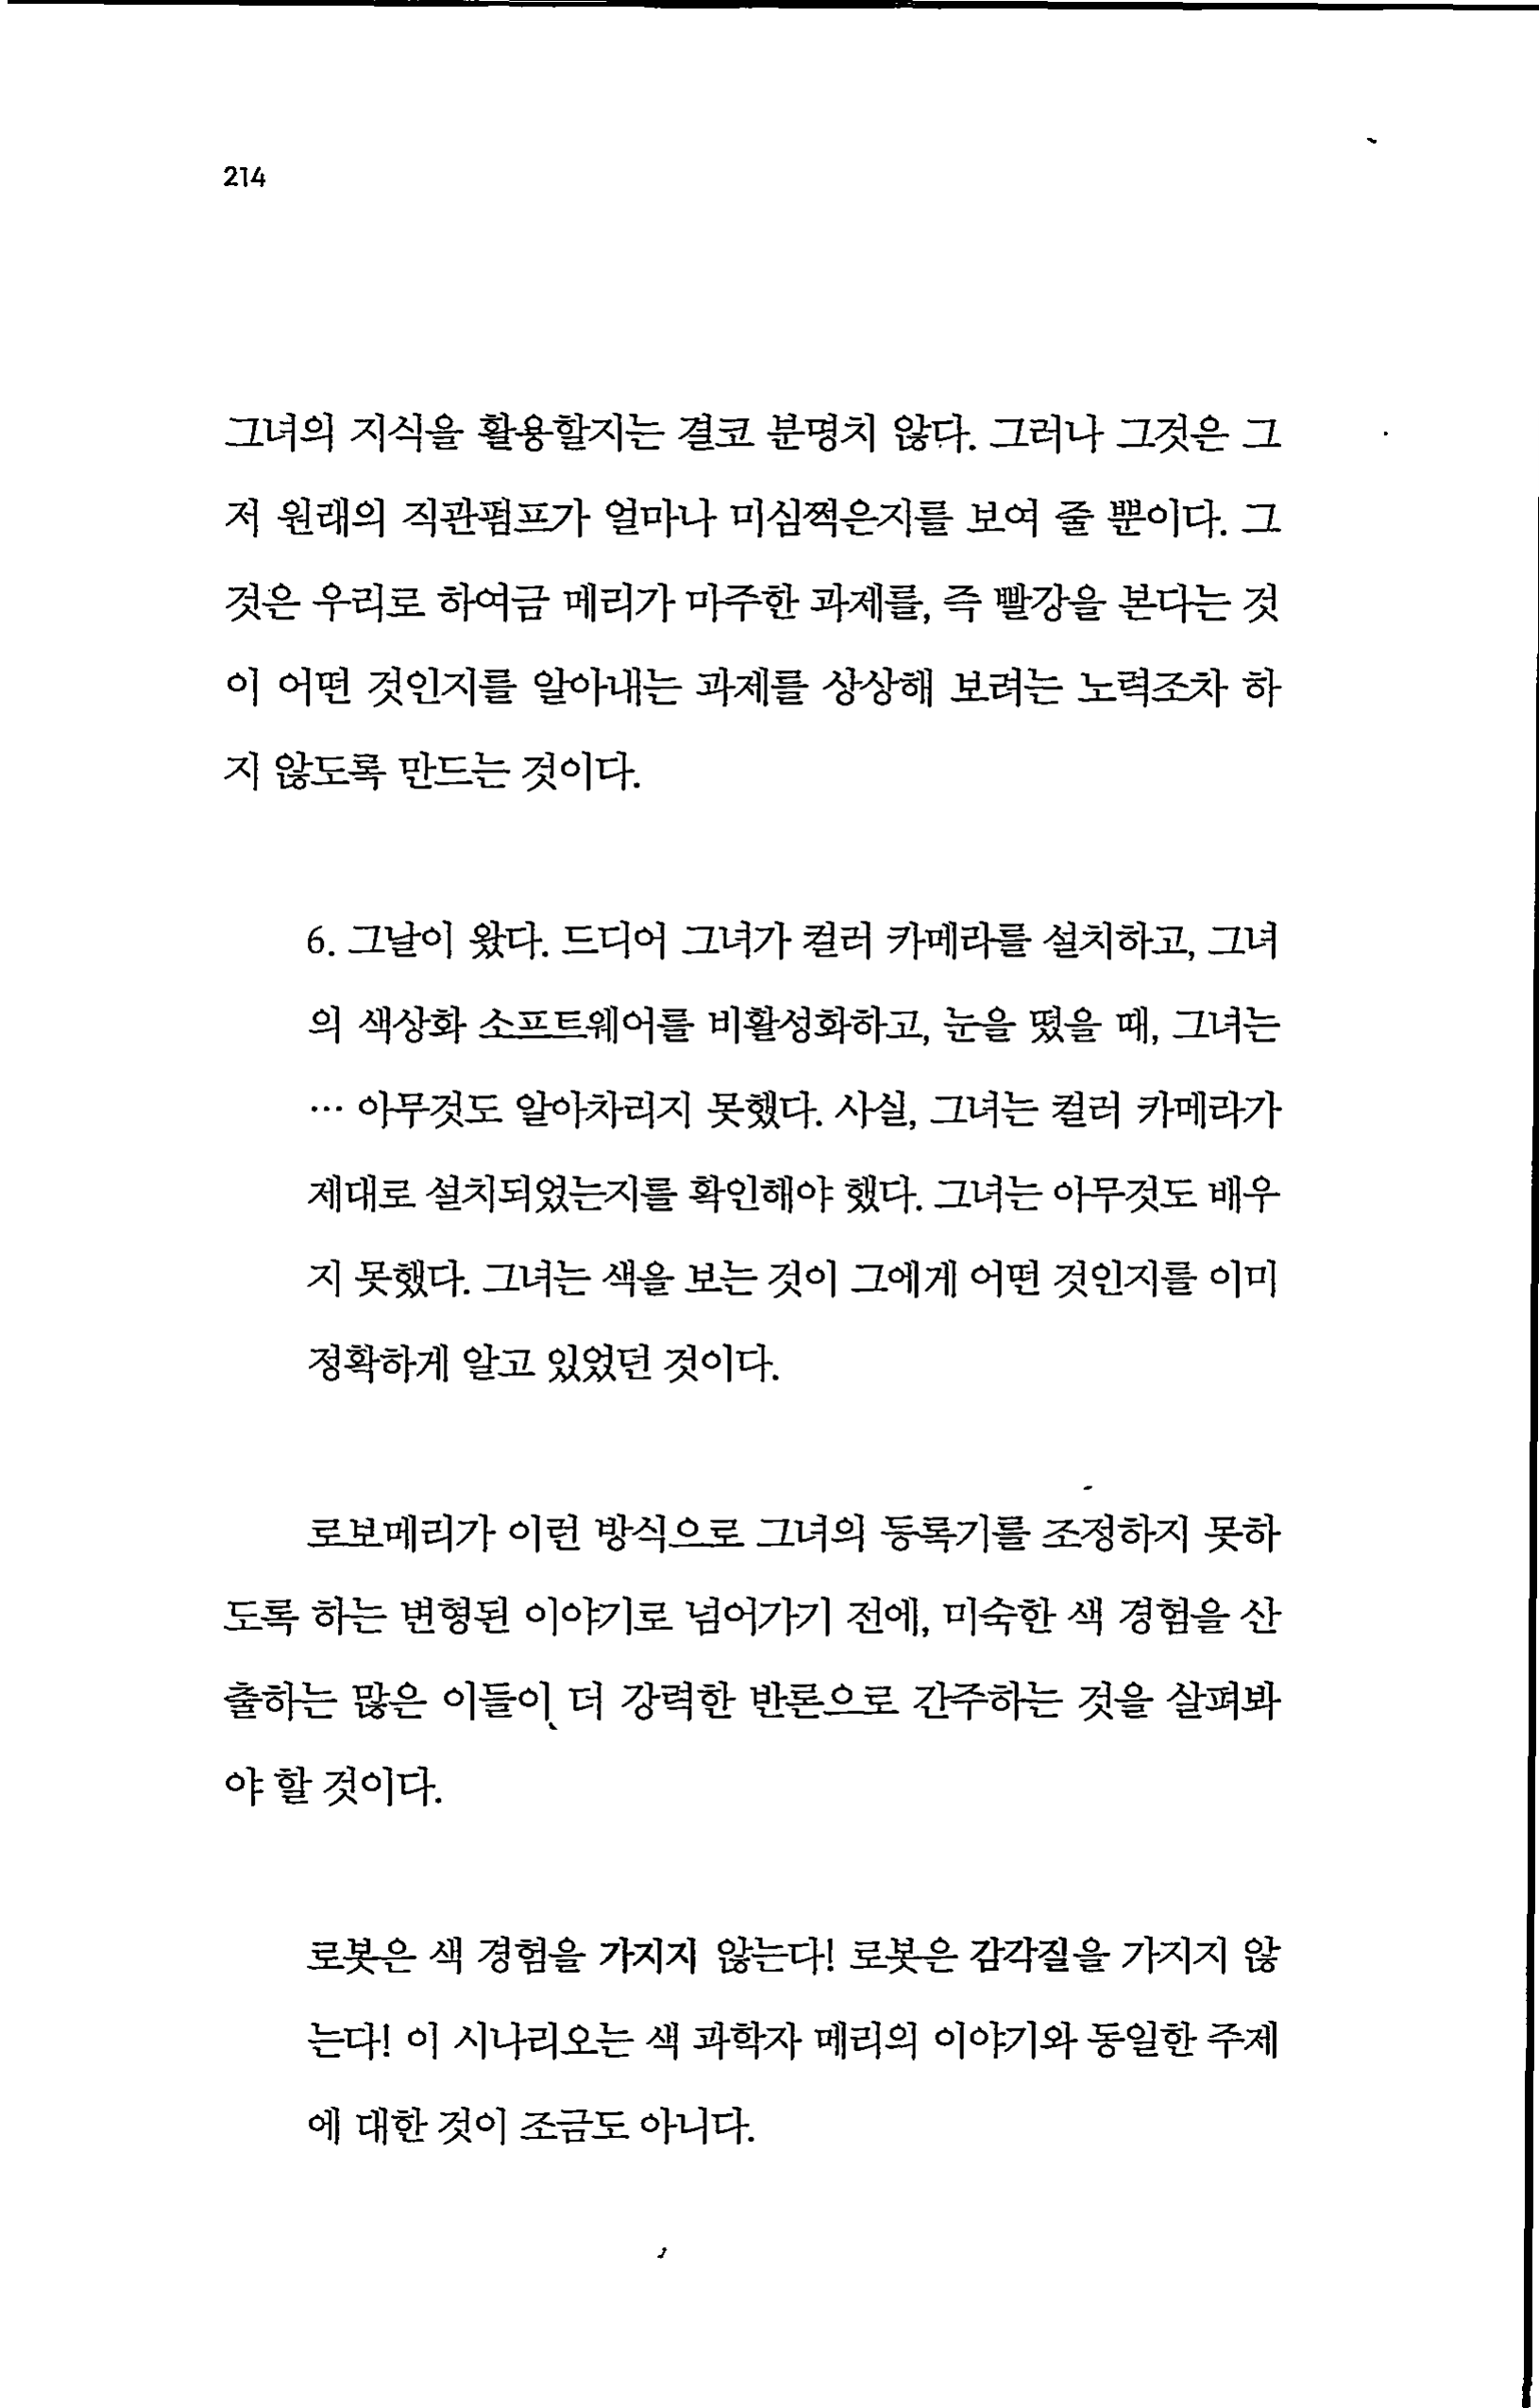 214
그녀의 지식을 활용할지는 결코 분명치 않다. 그러나 그것은 그
저 원래의 직관펌프가 얼마나 미심쩍은지를 보여 줄 뿐이다. 그
것은 우리로 하여금 메리가 마주한 과제를, 즉 빨강을 본다는 것
이 어떤 것인지를 알아내는 과제를 상상해 보려는 노력조차 하
지 않도록 만드는 것이다.
6. 그날이 왔다. 드디어 그녀가 컬러 카메라를 설치하고, 그녀
의 색상화 소프트웨어를 비활성화하고, 눈을 떴을 때, 그녀는
… 아무것도 알아차리지 못했다. 사실, 그녀는 컬러 카메라가
제대로 설치되었는지를 확인해야 했다. 그녀는 아무것도 배우
지 못했다. 그녀는 색을 보는 것이 그에게 어떤 것인지를 이미
정확하게 알고 있었던 것이다.
로보메리가 이런 방식으로 그녀의 등록기를 조정하지 못하
도록 하는 변형된 이야기로 넘어가기 전에, 미숙한 색 경험을 산
출하는 많은 이들이 더 강력한 반론으로 간주하는 것을 살펴봐
야 할 것이다.
로봇은 색 경험을 가지지 않는다! 로봇은 감각질을 가지지 않
는다! 이 시나리오는 색 과학자 메리의 이야기와 동일한 주제
에 대한 것이 조금도 아니다.